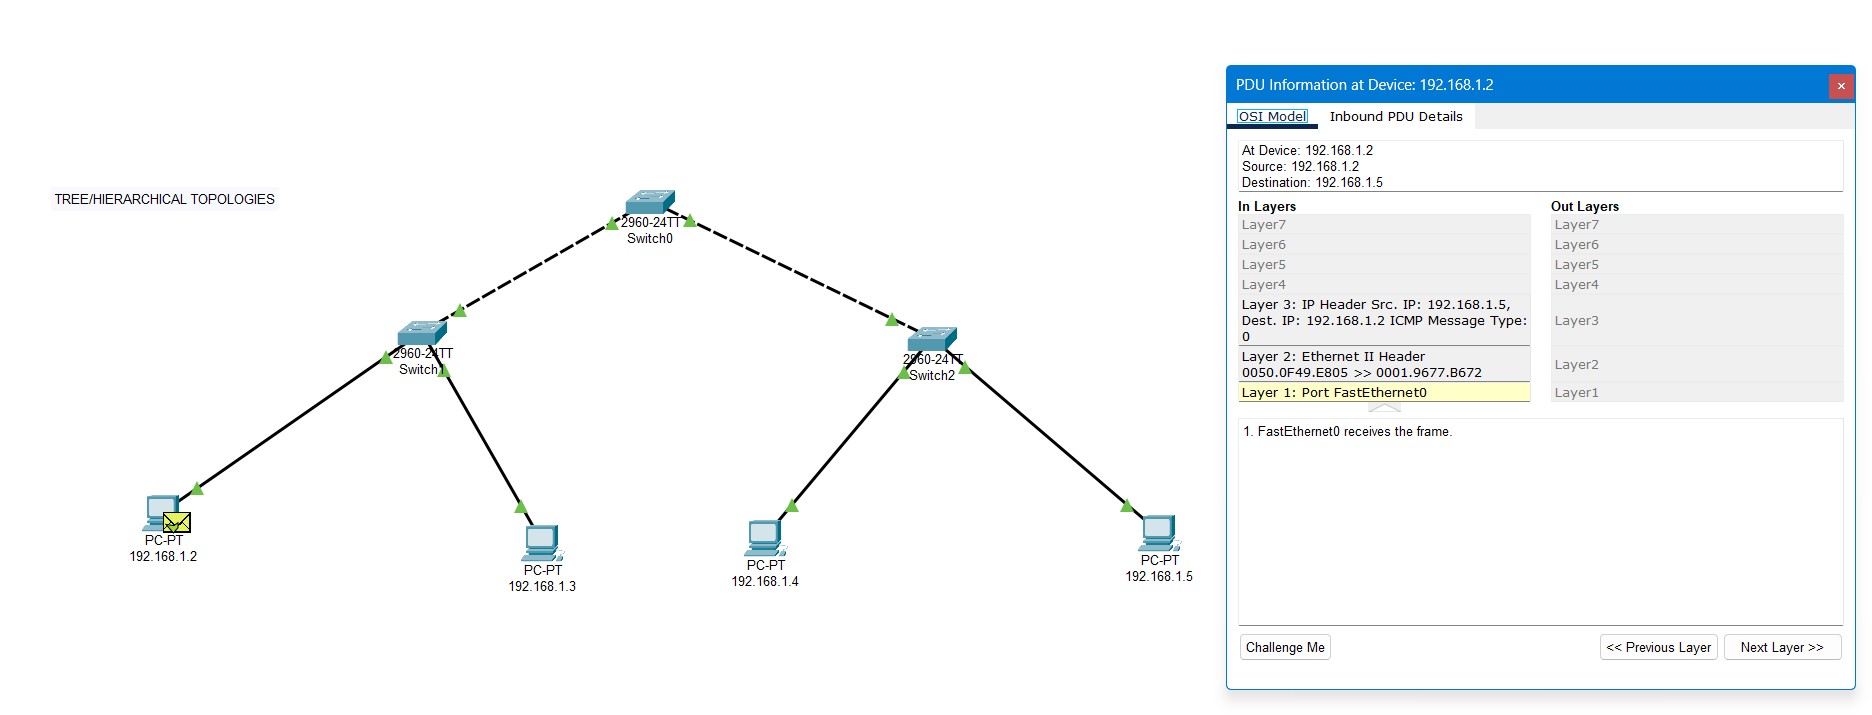 TREE/HIERARCHICAL TOPOLOGIES
2960-24TT
Switch0
2960-24TT
Switch
2960-24TT
Switch2
PC-PT
192.168.1.2
PC-PT
192.168.1.3
PC-PT
192.168.1.4
PC-PT
192.168.1.5
PDU Information at Device: 192.168.1.2
OSI Model
Inbound PDU Details
At Device: 192.168.1.2
Source: 192.168.1.2
Destination: 192.168.1.5
In Layers
Layer7
Layer6
Layer5
Layer4
Layer 3: IP Header Src. IP: 192.168.1.5,
Dest. IP: 192.168.1.2 ICMP Message Type:
0
Layer 2: Ethernet II Header
0050.0F49.E805 >> 0001.9677.B672
Layer 1: Port FastEthernet0
Out Layers
Layer7
Layer6
Layer5
Layer4
Layer3
Layer2
Layer1
1. FastEthernet0 receives the frame.
Challenge Me
<< Previous Layer
Next Layer >>